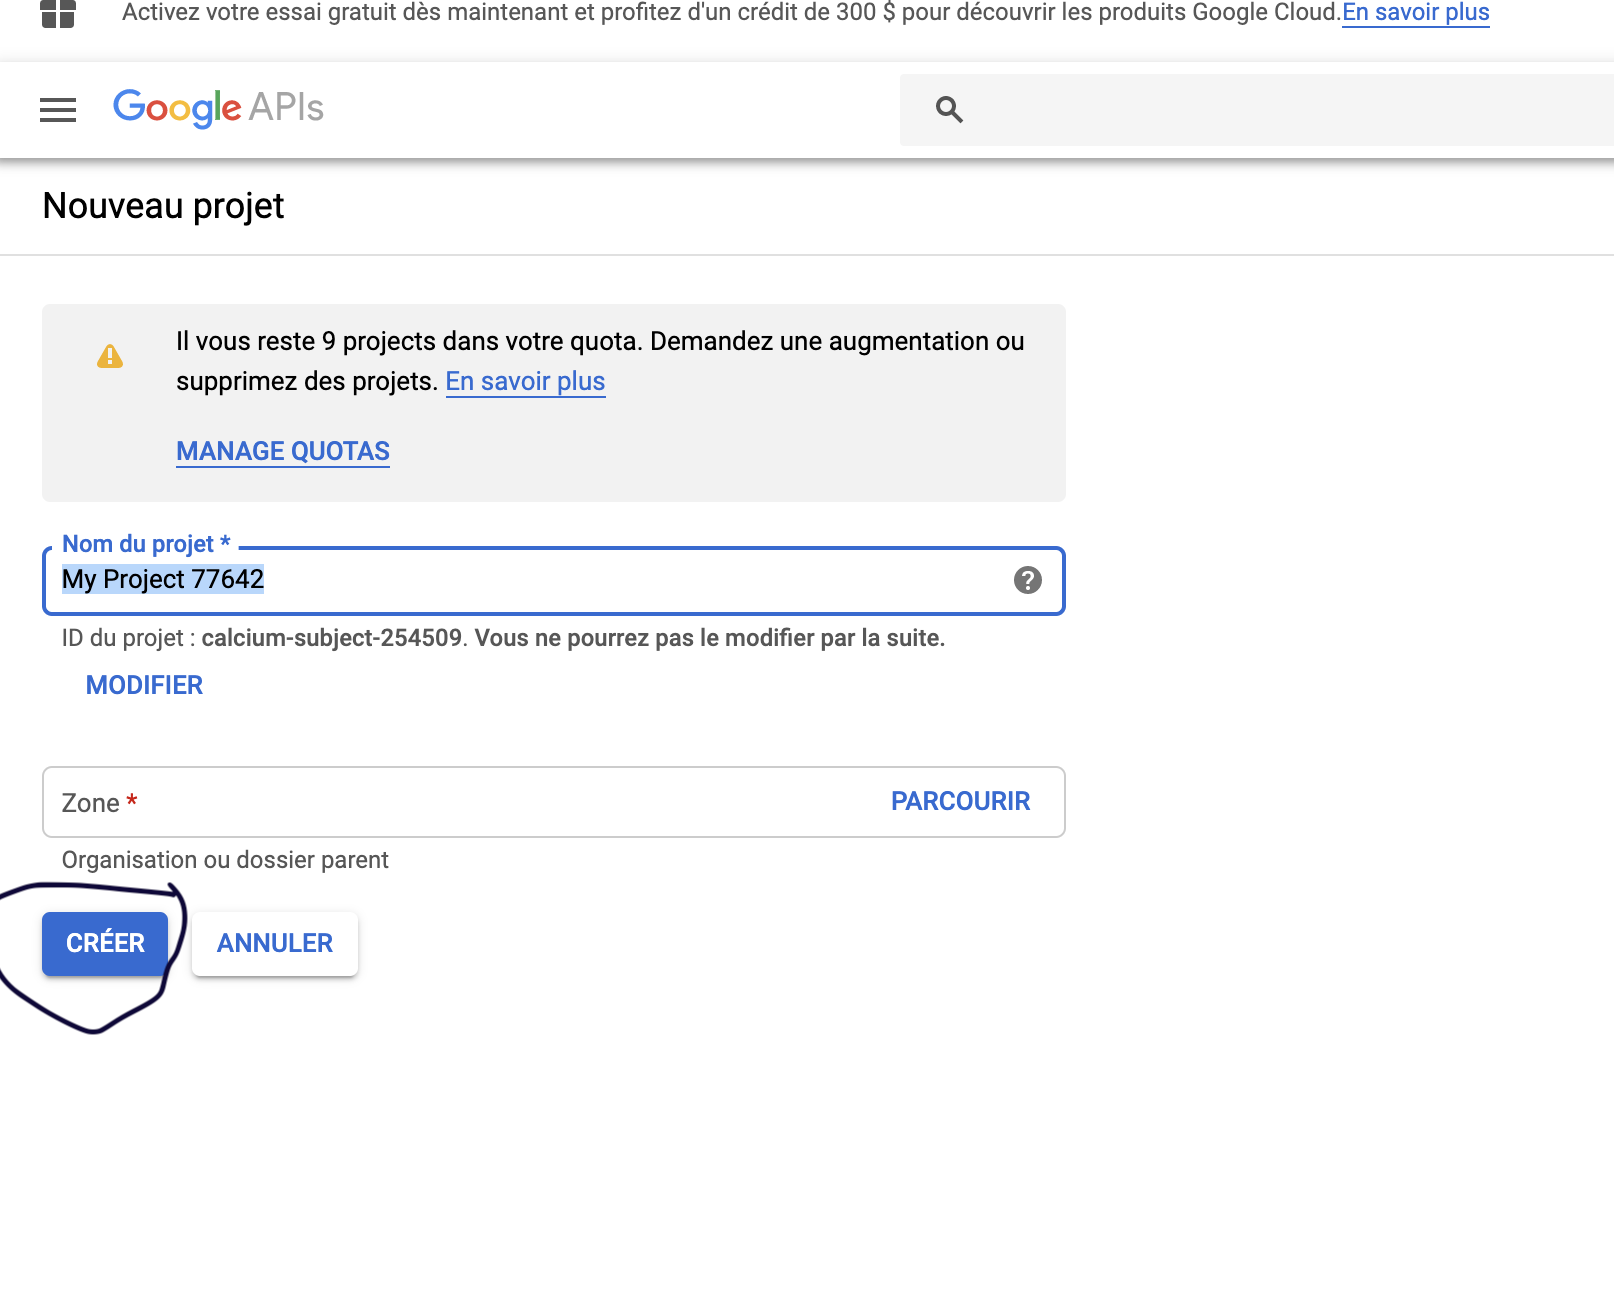 Activez votre essai gratuit dès maintenant et profitez d'un crédit de 300 $ pour découvrir les produits Google Cloud.En savoir plus
Google APIs
Nouveau projet
Il vous reste 9 projects dans votre quota. Demandez une augmentation ou
supprimez des projets. En savoir plus
MANAGE QUOTAS
Nom du projet *
My Project 77642
ID du projet : calcium-subject-254509. Vous ne pourrez pas le modifier par la suite.
MODIFIER
Zone * PARCOURIR
Organisation ou dossier parent
CRÉER ANNULER